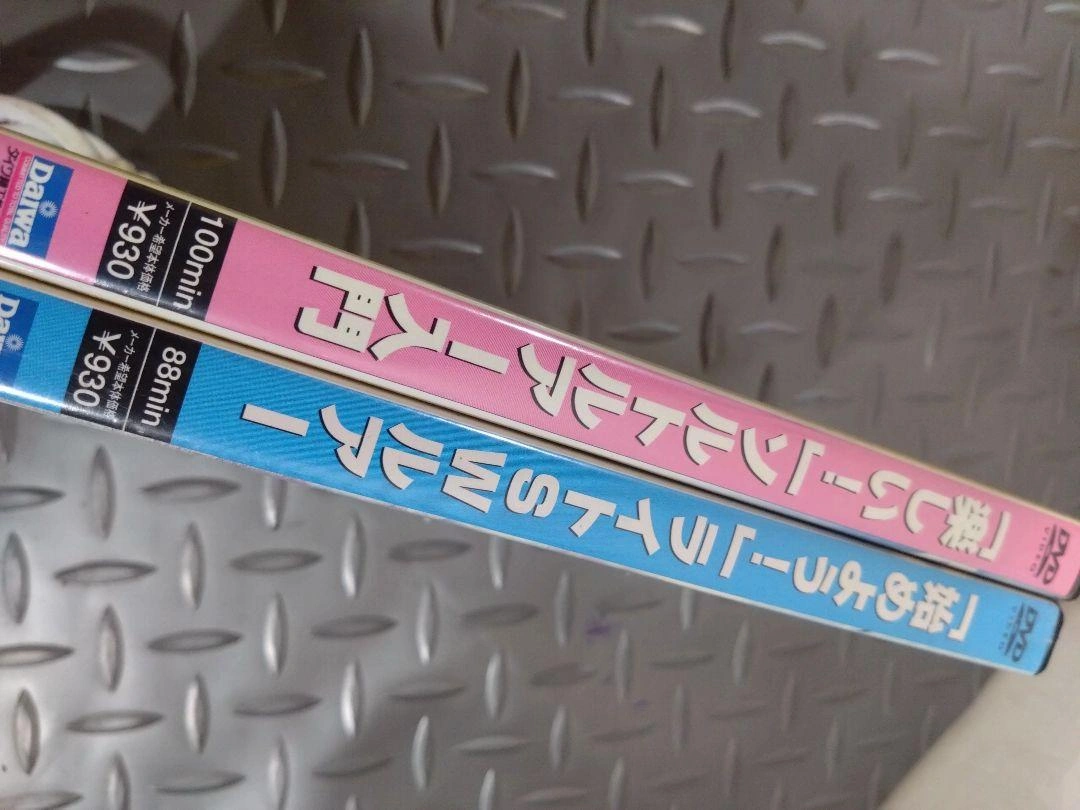 DVD
VIDEO
「楽しい！」ソルトルアー入門
100min
メーカー希望本体価格
￥930
Daiwa
DVD
VIDEO
「始めよう！」ライトSWルアー
88min
メーカー希望本体価格
￥930